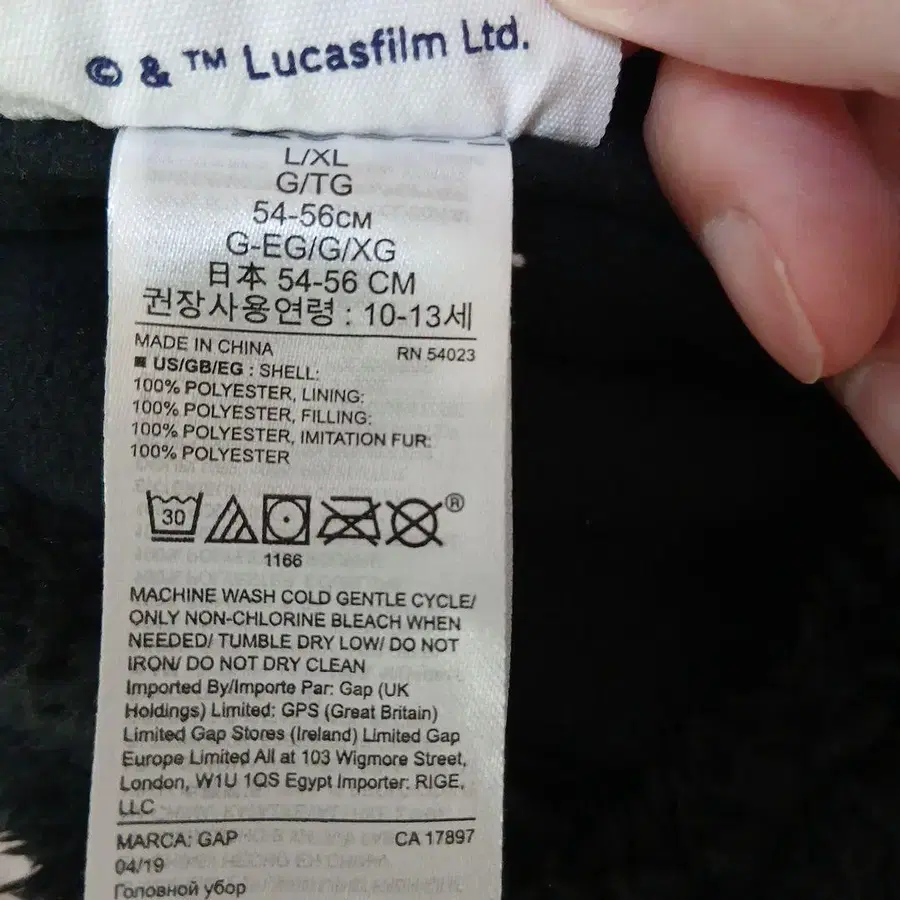 © & ™ Lucasfilm Ltd.
L/XL
G/TG
54-56см
G-EG/G/XG
日本 54-56 CM
권장사용연령 : 10-13세
MADE IN CHINA RN 54023
■ US/GB/EG : SHELL:
100% POLYESTER, LINING:
100% POLYESTER, FILLING:
100% POLYESTER, IMITATION FUR:
100% POLYESTER
30 ®
1166
MACHINE WASH COLD GENTLE CYCLE/
ONLY NON-CHLORINE BLEACH WHEN
NEEDED/ TUMBLE DRY LOW/ DO NOT
IRON/ DO NOT DRY CLEAN
Imported By/Importe Par: Gap (UK
Holdings) Limited: GPS (Great Britain)
Limited Gap Stores (Ireland) Limited Gap
Europe Limited All at 103 Wigmore Street,
London, W1U 1QS Egypt Importer: RIGE,
LLC
MARCA: GAP CA 17897
04/19
Головной убор